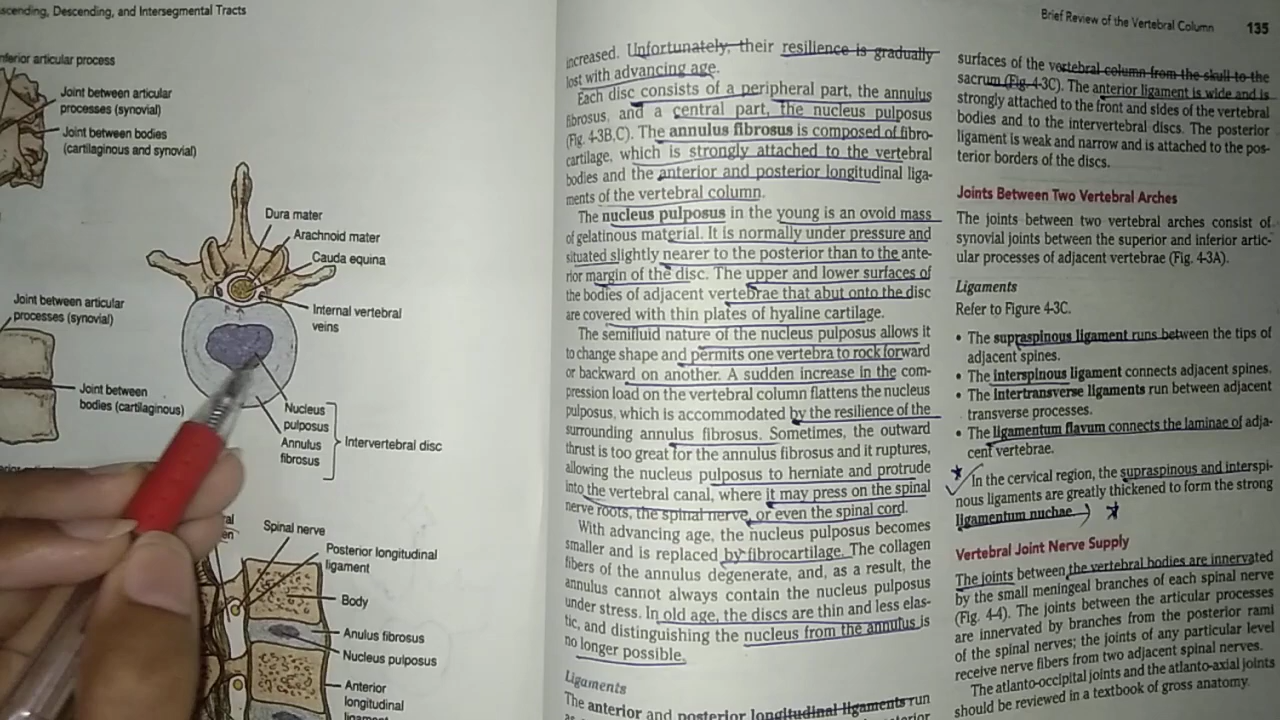 scending, Descending, and Intersegmental Tracts
nferior articular process
Joint between articular
processes (synovial)
Joint between bodies
(cartilaginous and synovial)
Dura mater
Arachnoid mater
Cauda equina
Internal vertebral
veins
Joint between articular
processes (synovial)
Joint between
bodies (cartilaginous)
Nucleus
pulposus
Annulus
fibrosus
Intervertebral disc
Spinal nerve
Posterior longitudinal
ligament
Body
Anulus fibrosus
Nucleus pulposus
Anterior
longitudinal
Brief Review of the Vertebral Column 135
increased. Unfortunately, their resilience is gradually
lost with advancing age.
Each disc consists of a peripheral part, the annulus
fibrosus, and a central part, the nucleus pulposus
(Fig. 4-3B,C). The annulus fibrosus is composed of fibro-
cartilage, which is strongly attached to the vertebral
bodies and the anterior and posterior longitudinal liga-
ments of the vertebral column.
The nucleus pulposus in the young is an ovoid mass
of gelatinous material. It is normally under pressure and
situated slightly nearer to the posterior than to the ante-
rior margin of the disc. The upper and lower surfaces of
the bodies of adjacent vertebrae that abut onto the disc
are covered with thin plates of hyaline cartilage.
The semifluid nature of the nucleus pulposus allows it
to change shape and permits one vertebra to rock forward
or backward on another. A sudden increase in the com-
pression load on the vertebral column flattens the nucleus
pulposus, which is accommodated by the resilience of the
surrounding annulus fibrosus. Sometimes, the outward
thrust is too great for the annulus fibrosus and it ruptures,
allowing the nucleus pulposus to herniate and protrude
into the vertebral canal, where it may press on the spinal
nerve roots, the spinal nerve, or even the spinal cord.
With advancing age, the nucleus pulposus becomes
smaller and is replaced by fibrocartilage. The collagen
fibers of the annulus degenerate, and, as a result, the
annulus cannot always contain the nucleus pulposus
under stress. In old age, the discs are thin and less elas-
tic, and distinguishing the nucleus from the annulus is
no longer possible.
Ligaments
The anterior and posterior longitudinal ligaments run
surfaces of the vertebral column from the skull to the
sacrum (Fig. 4-3C). The anterior ligament is wide and is
strongly attached to the front and sides of the vertebral
bodies and to the intervertebral discs. The posterior
ligament is weak and narrow and is attached to the pos-
terior borders of the discs.
Joints Between Two Vertebral Arches
The joints between two vertebral arches consist of
synovial joints between the superior and inferior artic-
ular processes of adjacent vertebrae (Fig. 4-3A).
Ligaments
Refer to Figure 4-3C.
• The supraspinous ligament runs between the tips of
adjacent spines.
• The interspinous ligament connects adjacent spines.
• The intertransverse ligaments run between adjacent
transverse processes.
• The ligamentum flavum connects the laminae of adja-
cent vertebrae.
In the cervical region, the supraspinous and interspi-
nous ligaments are greatly thickened to form the strong
ligamentum nuchae
Vertebral Joint Nerve Supply
The joints between the vertebral bodies are innervated
by the small meningeal branches of each spinal nerve
(Fig. 4-4). The joints between the articular processes
are innervated by branches from the posterior rami
of the spinal nerves; the joints of any particular level
receive nerve fibers from two adjacent spinal nerves.
The atlanto-occipital joints and the atlanto-axial joints
should be reviewed in a textbook of gross anatomy.